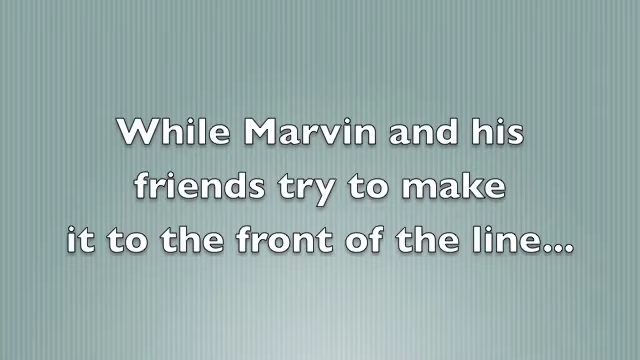 While Marvin and his
friends try to make
it to the front of the line...